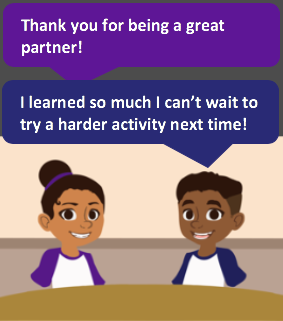 Thank you for being a great
partner!
I learned so much I can’t wait to
try a harder activity next time!